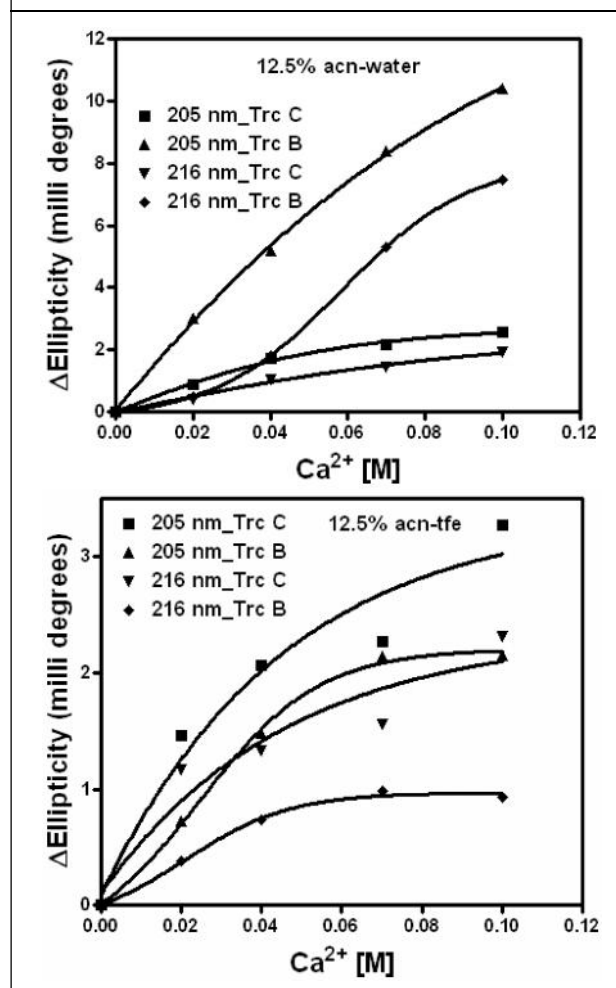 12.5% acn-water
205 nm_Trc C
205 nm_Trc B
216 nm_Trc C
216 nm_Trc B
12
10
8
6
4
2
0
ΔEllipticity (milli degrees)
0.00 0.02 0.04 0.06 0.08 0.10 0.12
Ca²⁺ [M]
205 nm_Trc C 12.5% acn-tfe
205 nm_Trc B
216 nm_Trc C
216 nm_Trc B
3
2
1
0
ΔEllipticity (milli degrees)
0.00 0.02 0.04 0.06 0.08 0.10 0.12
Ca²⁺ [M]